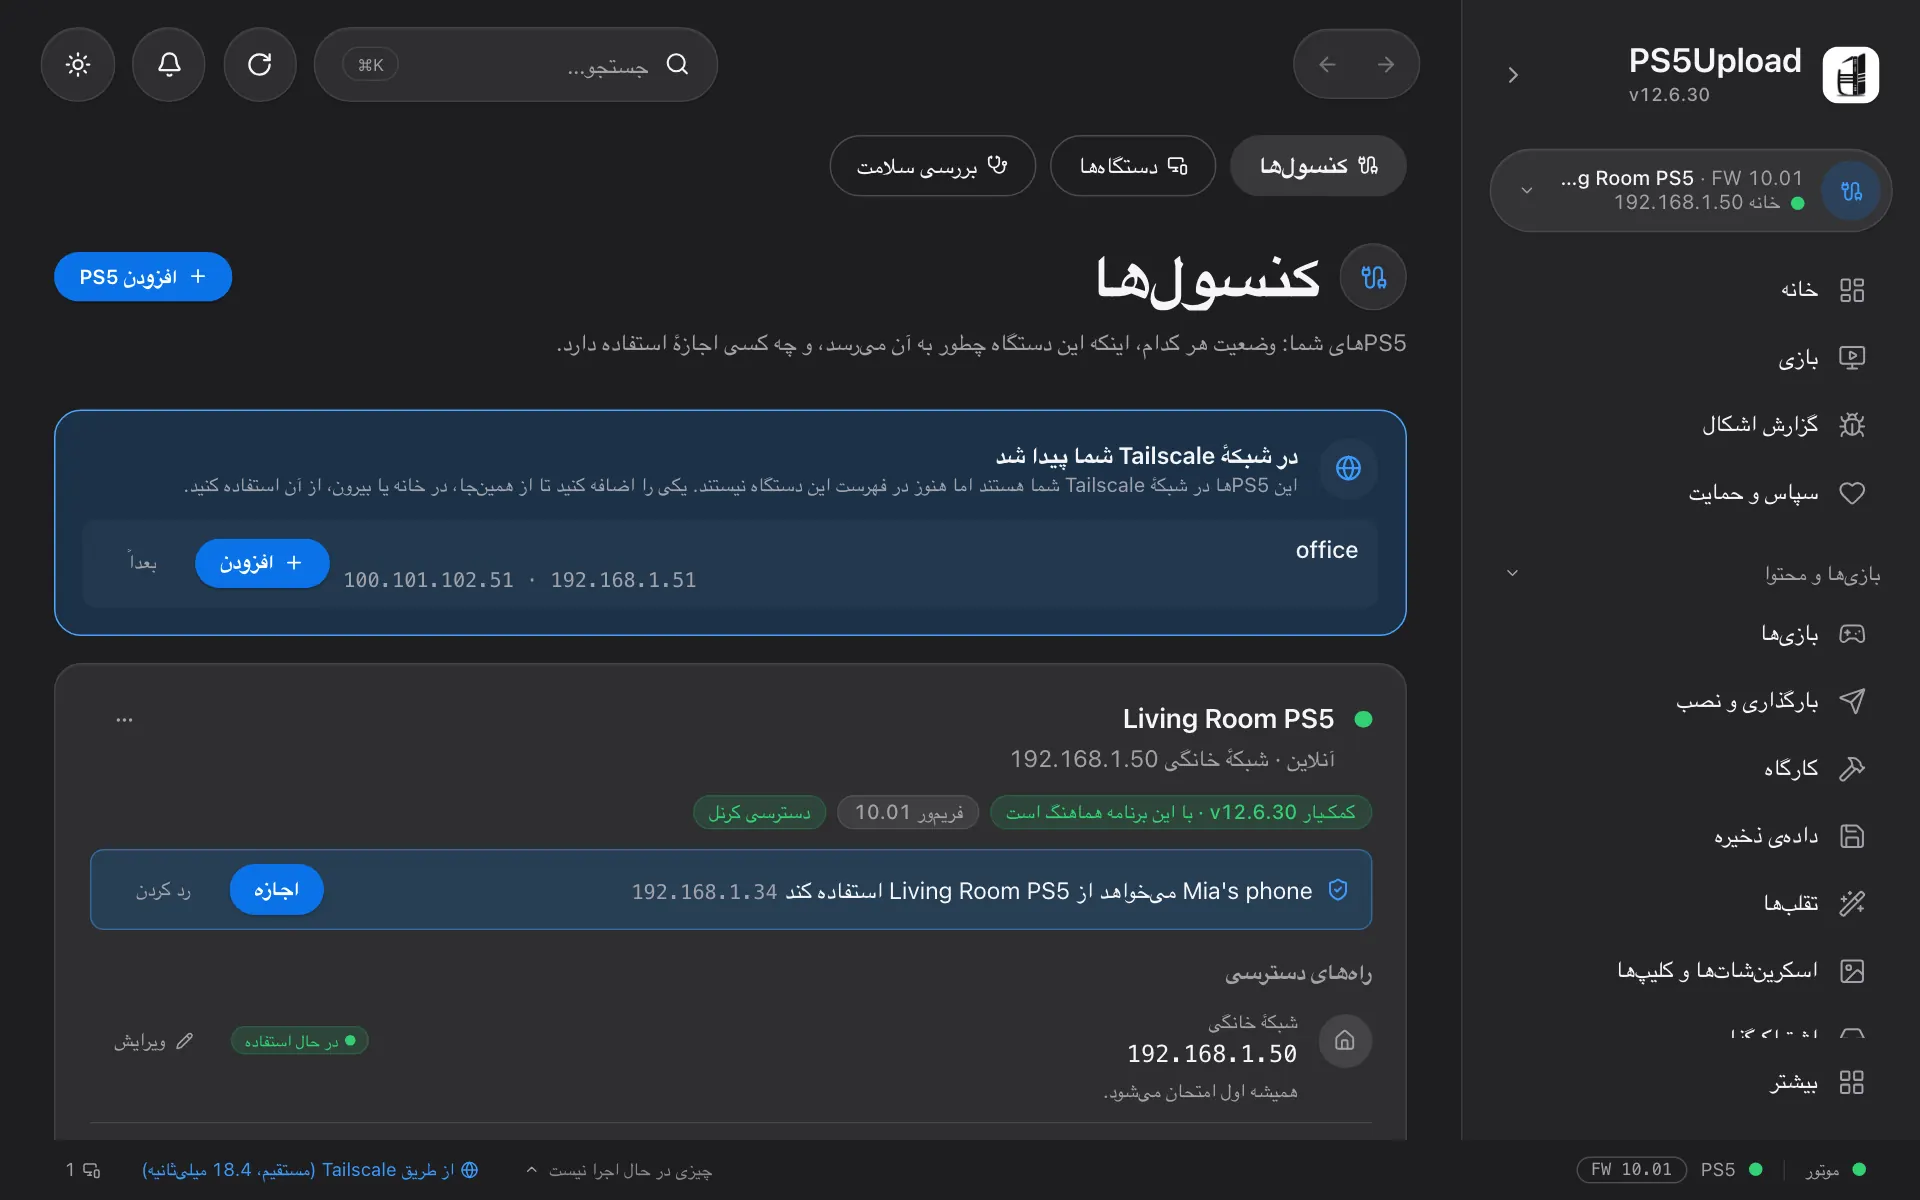 PS5Upload
v12.6.30
...g Room PS5 · FW 10.01
خانه 192.168.1.50
خانه
بازی
گزارش اشکال
سپاس و حمایت
بازی‌ها و محتوا
بازی‌ها
بارگذاری و نصب
کارگاه
داده‌ی ذخیره
تقلب‌ها
اسکرین‌شات‌ها و کلیپ‌ها
بیشتر
جستجو...
⌘K
کنسول‌ها
دستگاه‌ها
بررسی سلامت
کنسول‌ها
افزودن PS5
PS5های شما: وضعیت هر کدام، اینکه این دستگاه چطور به آن می‌رسد، و چه کسی اجازهٔ استفاده دارد.
در شبکهٔ Tailscale شما پیدا شد
این PS5ها در شبکهٔ Tailscale شما هستند اما هنوز در فهرست این دستگاه نیستند. یکی را اضافه کنید تا از همین‌جا، در خانه یا بیرون، از آن استفاده کنید.
office
100.101.102.51 · 192.168.1.51
افزودن
بعداً
Living Room PS5
آنلاین · شبکهٔ خانگی 192.168.1.50
کمک‌یار v12.6.30 · با این برنامه هماهنگ است
فریم‌ور 10.01
دسترسی کرنل
Mia's phone می‌خواهد از Living Room PS5 استفاده کند 192.168.1.34
اجازه
رد کردن
راه‌های دسترسی
شبکهٔ خانگی
192.168.1.50
همیشه اول امتحان می‌شود.
در حال استفاده
ویرایش
موتور
PS5
FW 10.01
چیزی در حال اجرا نیست
از طریق Tailscale (مستقیم، 18.4 میلی‌ثانیه)
1